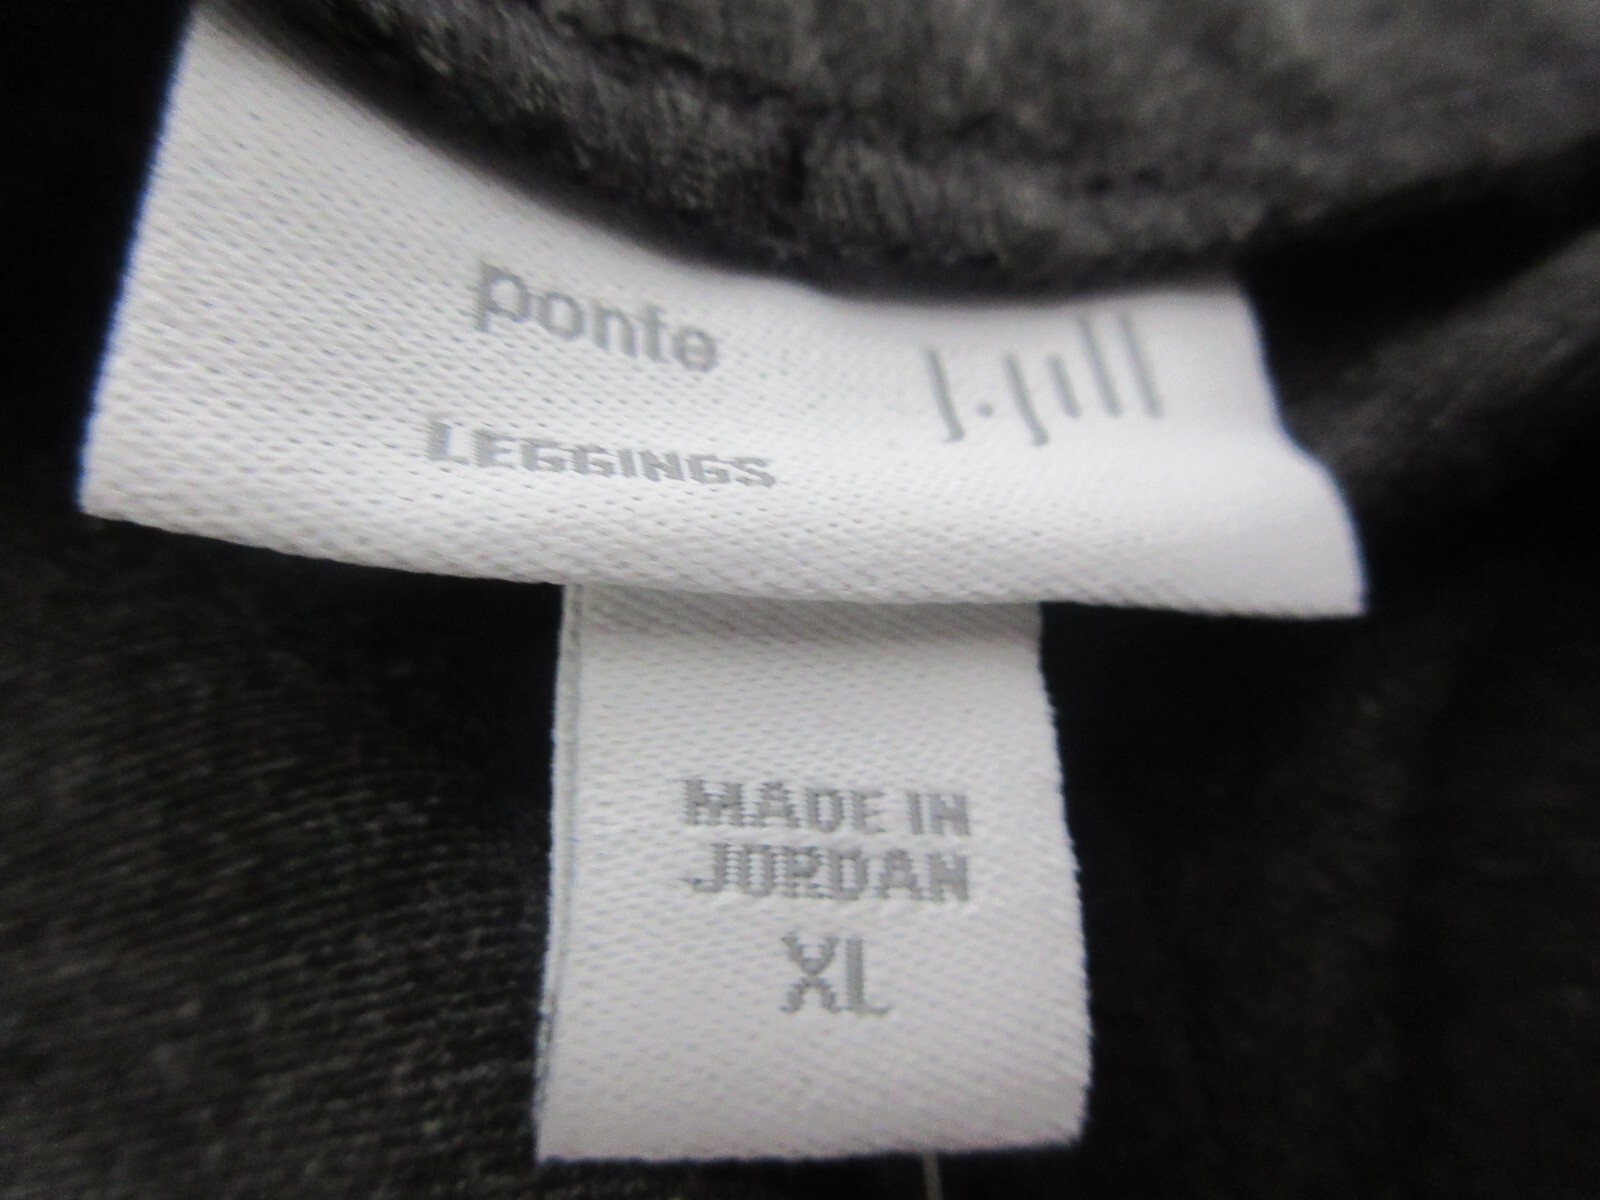 ponte
LEGGINGS
J.Jill
MADE IN
JORDAN
XL